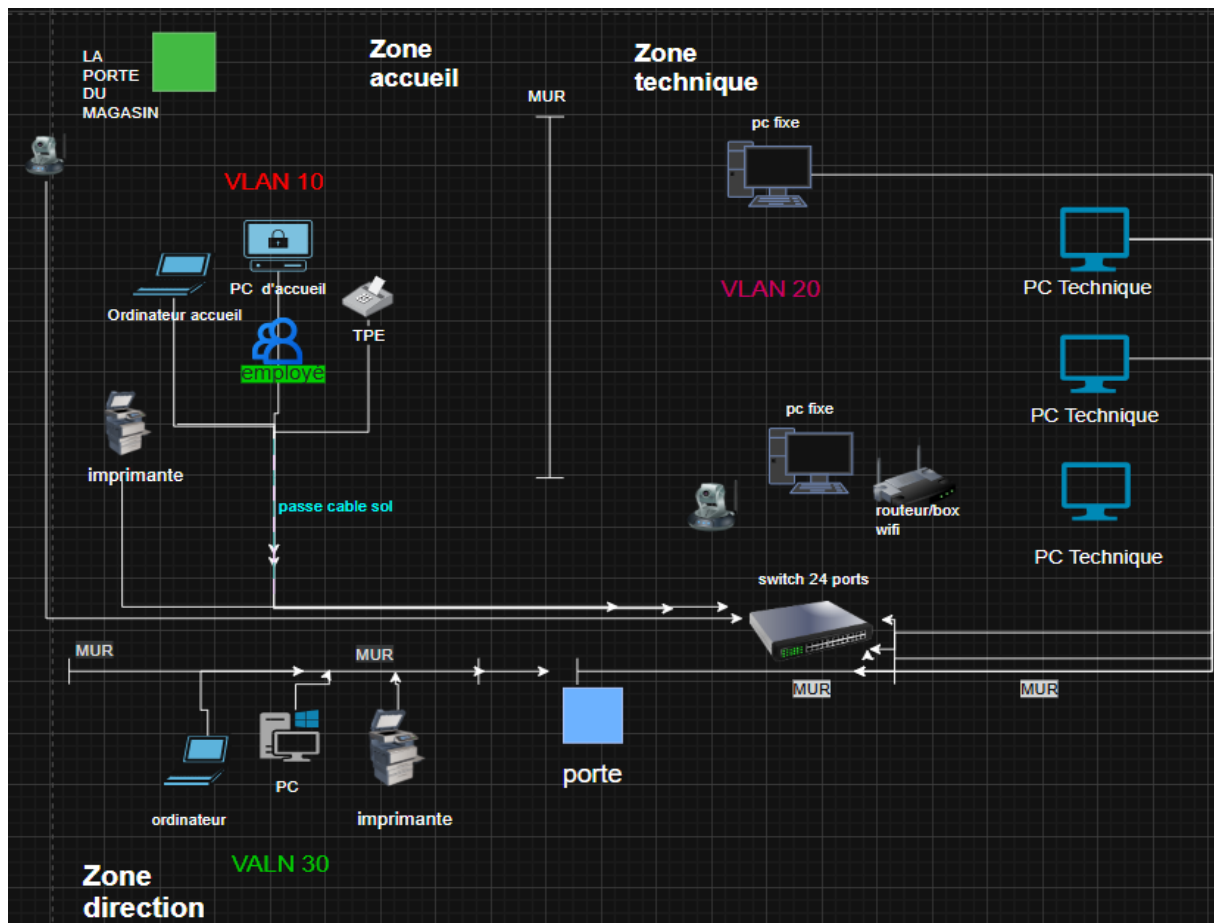 LA
PORTE
DU
MAGASIN
Zone
accueil
Zone
technique
MUR
pc fixe
VLAN 10
PC d'accueil
Ordinateur accueil
TPE
employé
VLAN 20
PC Technique
imprimante
passe cable sol
pc fixe
PC Technique
routeur/box
wifi
PC Technique
switch 24 ports
MUR
MUR
MUR
MUR
porte
PC
ordinateur
imprimante
VALN 30
Zone
direction